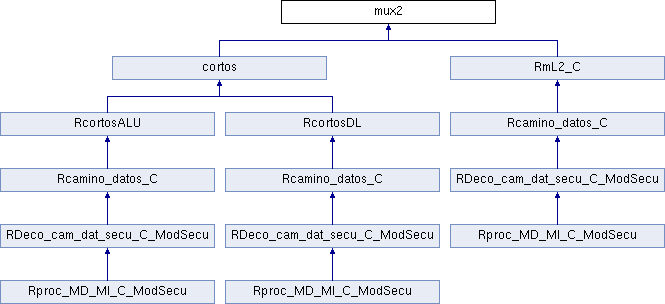 mux2
cortos
RmL2_C
RcortosALU
RcortosDL
Rcamino_datos_C
Rcamino_datos_C
Rcamino_datos_C
RDeco_cam_dat_secu_C_ModSecu
RDeco_cam_dat_secu_C_ModSecu
RDeco_cam_dat_secu_C_ModSecu
Rproc_MD_MI_C_ModSecu
Rproc_MD_MI_C_ModSecu
Rproc_MD_MI_C_ModSecu